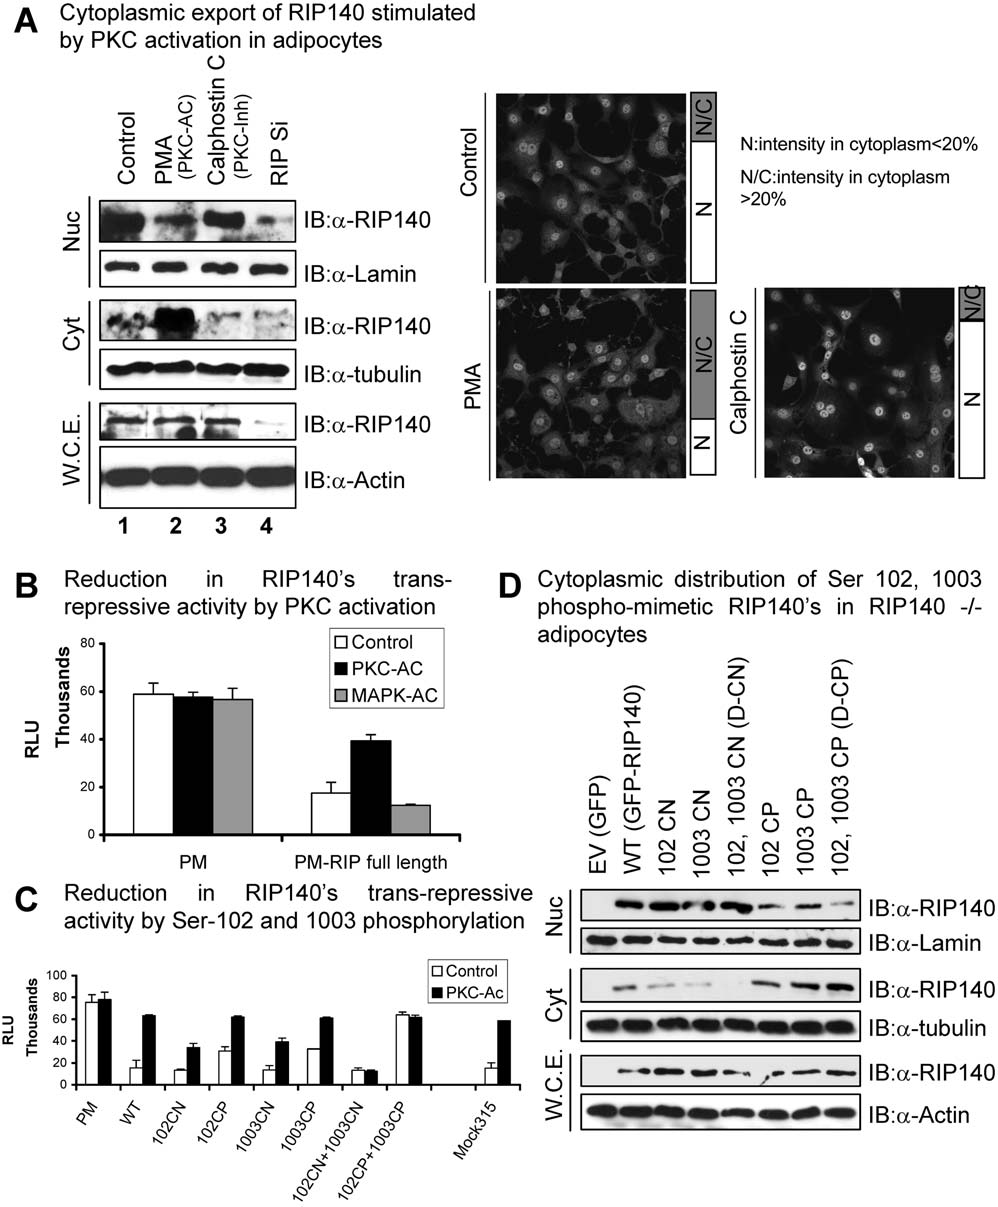 A
Cytoplasmic export of RIP140 stimulated
by PKC activation in adipocytes
Control
PMA
(PKC-AC)
Calphostin C
(PKC-Inh)
RIP Si
Nuc
IB:α-RIP140
IB:α-Lamin
Cyt
IB:α-RIP140
IB:α-tubulin
W.C.E.
IB:α-RIP140
IB:α-Actin
1 2 3 4
Control
N/C
N
N:intensity in cytoplasm<20%
N/C:intensity in cytoplasm
>20%
PMA
N/C
N
Calphostin C
N/C
N
B
Reduction in RIP140's trans-
repressive activity by PKC activation
RLU
Thousands
80
60
40
20
0
Control
PKC-AC
MAPK-AC
PM
PM-RIP full length
C
Reduction in RIP140's trans-repressive
activity by Ser-102 and 1003 phosphorylation
RLU
Thousands
100
80
60
40
20
0
Control
PKC-Ac
PM
WT
102CN
102CP
1003CN
1003CP
102CN+1003CN
102CP+1003CP
Mock315
D
Cytoplasmic distribution of Ser 102, 1003
phospho-mimetic RIP140's in RIP140 -/-
adipocytes
EV (GFP)
WT (GFP-RIP140)
102 CN
1003 CN
102, 1003 CN (D-CN)
102 CP
1003 CP
102, 1003 CP (D-CP)
Nuc
IB:α-RIP140
IB:α-Lamin
Cyt
IB:α-RIP140
IB:α-tubulin
W.C.E.
IB:α-RIP140
IB:α-Actin